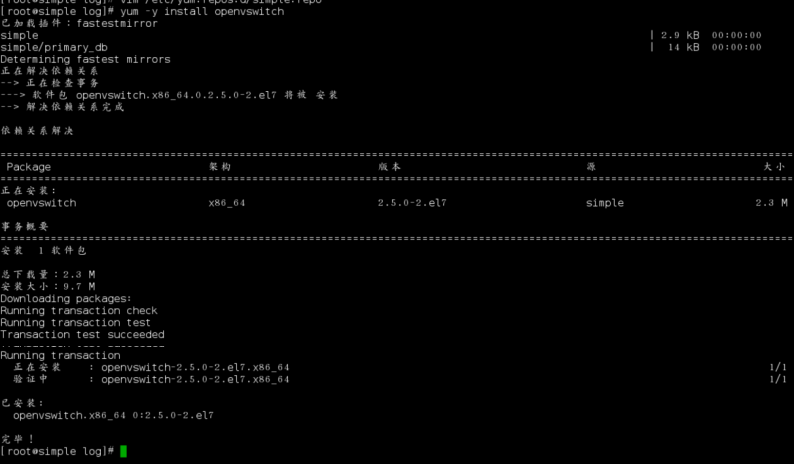 [root@simple log]# vim /etc/yum.repos.d/simple.repo
[root@simple log]# yum -y install openvswitch
已加载插件：fastestmirror
simple | 2.9 kB 00:00:00
simple/primary_db | 14 kB 00:00:00
Determining fastest mirrors
正在解决依赖关系
--> 正在检查事务
---> 软件包 openvswitch.x86_64.0.2.5.0-2.el7 将被 安装
--> 解决依赖关系完成
依赖关系解决
================================================================================
Package 架构 版本 源 大小
================================================================================
正在安装:
openvswitch x86_64 2.5.0-2.el7 simple 2.3 M
事务概要
================================================================================
安装 1 软件包
总下载量：2.3 M
安装大小：9.7 M
Downloading packages:
Running transaction check
Running transaction test
Transaction test succeeded
Running transaction
正在安装 : openvswitch-2.5.0-2.el7.x86_64 1/1
验证中 : openvswitch-2.5.0-2.el7.x86_64 1/1
已安装:
openvswitch.x86_64 0:2.5.0-2.el7
完毕！
[root@simple log]#